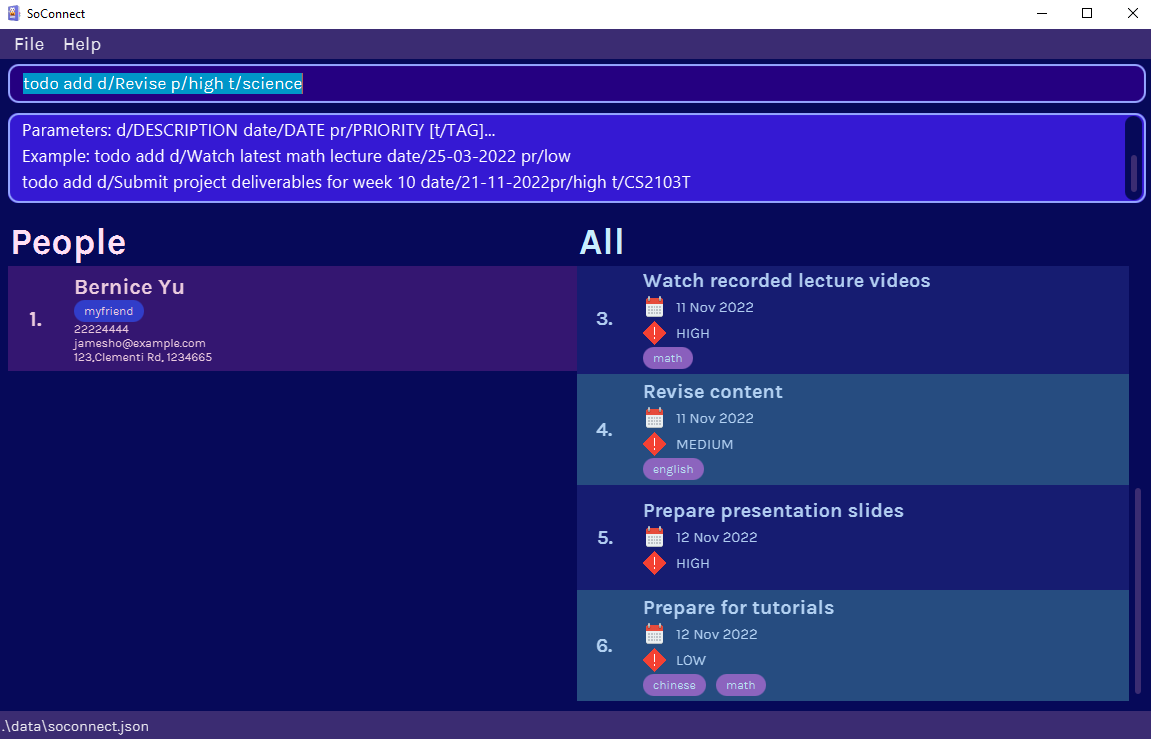 SoConnect
File Help
todo add d/Revise p/high t/science
Parameters: d/DESCRIPTION date/DATE pr/PRIORITY [t/TAG]...
Example: todo add d/Watch latest math lecture date/25-03-2022 pr/low
todo add d/Submit project deliverables for week 10 date/21-11-2022pr/high t/CS2103T
People
1.
Bernice Yu
myfriend
22224444
jamesho@example.com
123,Clementi Rd, 1234665
All
3.
Watch recorded lecture videos
11 Nov 2022
HIGH
math
4.
Revise content
11 Nov 2022
MEDIUM
english
5.
Prepare presentation slides
12 Nov 2022
HIGH
6.
Prepare for tutorials
12 Nov 2022
LOW
chinese math
.\data\soconnect.json